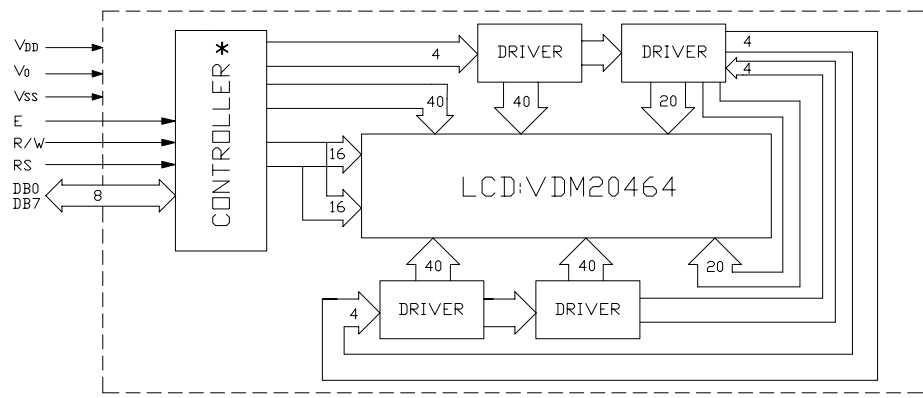 VDD
V0
VSS
E
R/W
RS
DB0
DB7
8
CONTROLLER*
4
DRIVER
DRIVER
4
4
40
40
20
16
16
LCD:VDM20464
40
40
20
4
DRIVER
DRIVER